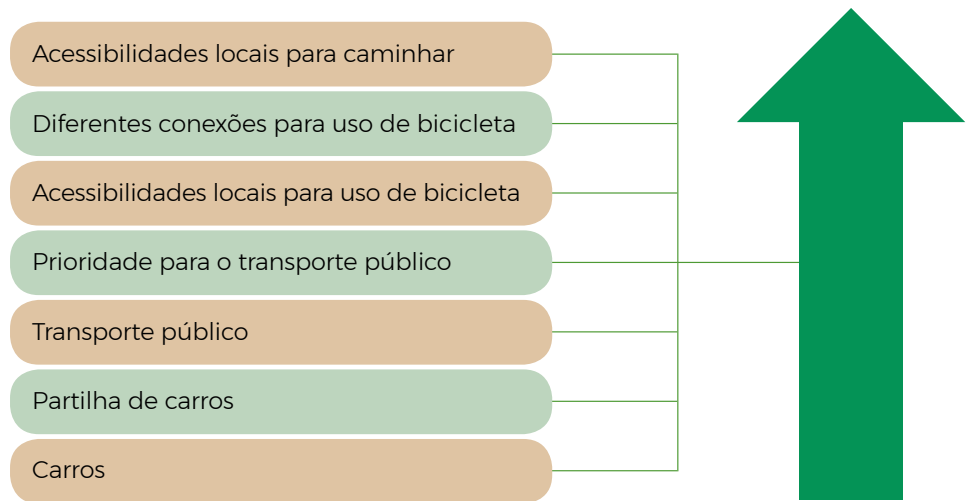 Acessibilidades locais para caminhar
Diferentes conexões para uso de bicicleta
Acessibilidades locais para uso de bicicleta
Prioridade para o transporte público
Transporte público
Partilha de carros
Carros